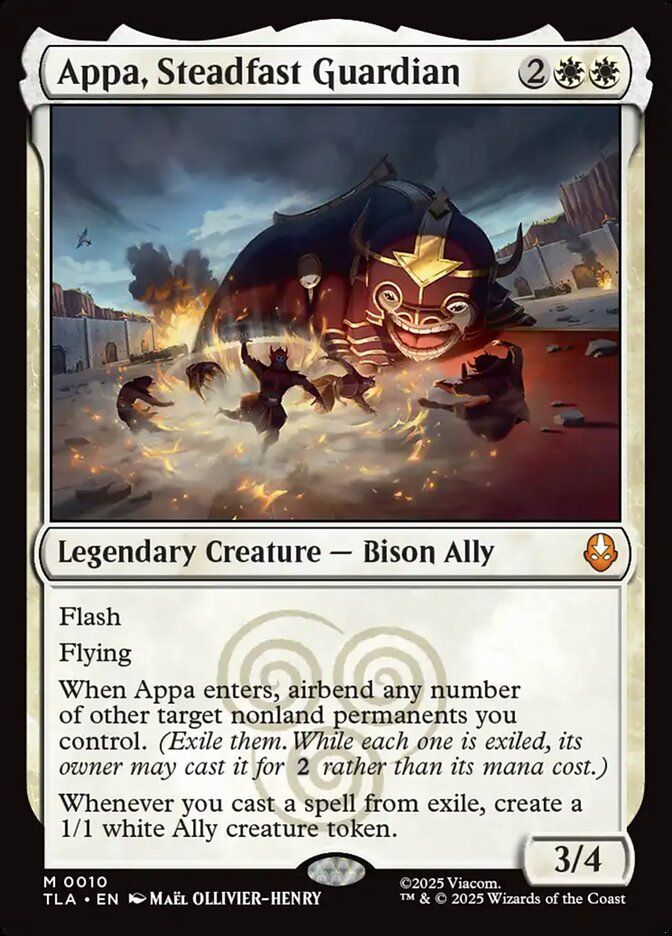 Appa, Steadfast Guardian 2
Legendary Creature — Bison Ally
Flash
Flying
When Appa enters, airbend any number
of other target nonland permanents you
control. (Exile them. While each one is exiled, its
owner may cast it for 2 rather than its mana cost.)
Whenever you cast a spell from exile, create a
1/1 white Ally creature token.
3/4
M 0010
TLA • EN Maël Ollivier-Henry
©2025 Viacom.
™ & © 2025 Wizards of the Coast